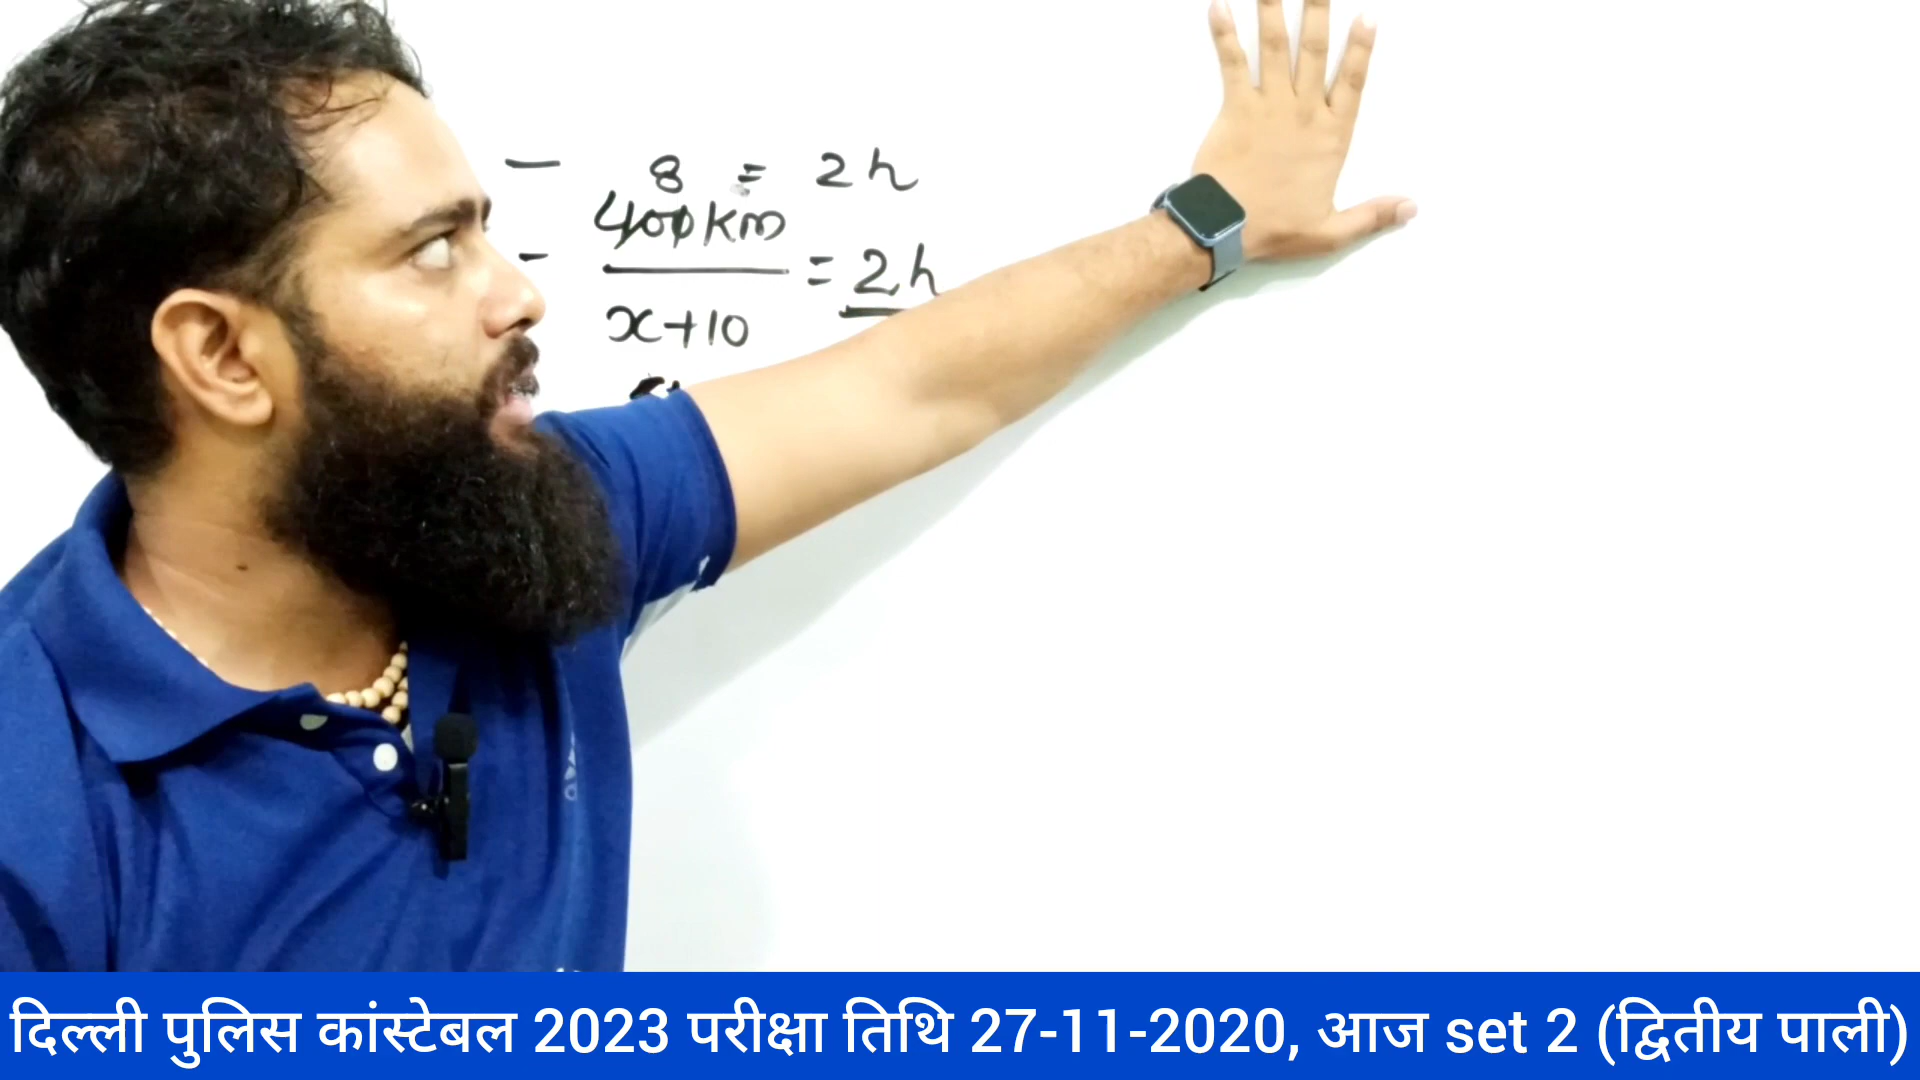 — 8 = 2h
- 400km
x+10 = 2h
दिल्ली पुलिस कांस्टेबल 2023 परीक्षा तिथि 27-11-2020, आज set 2 (द्वितीय पाली)